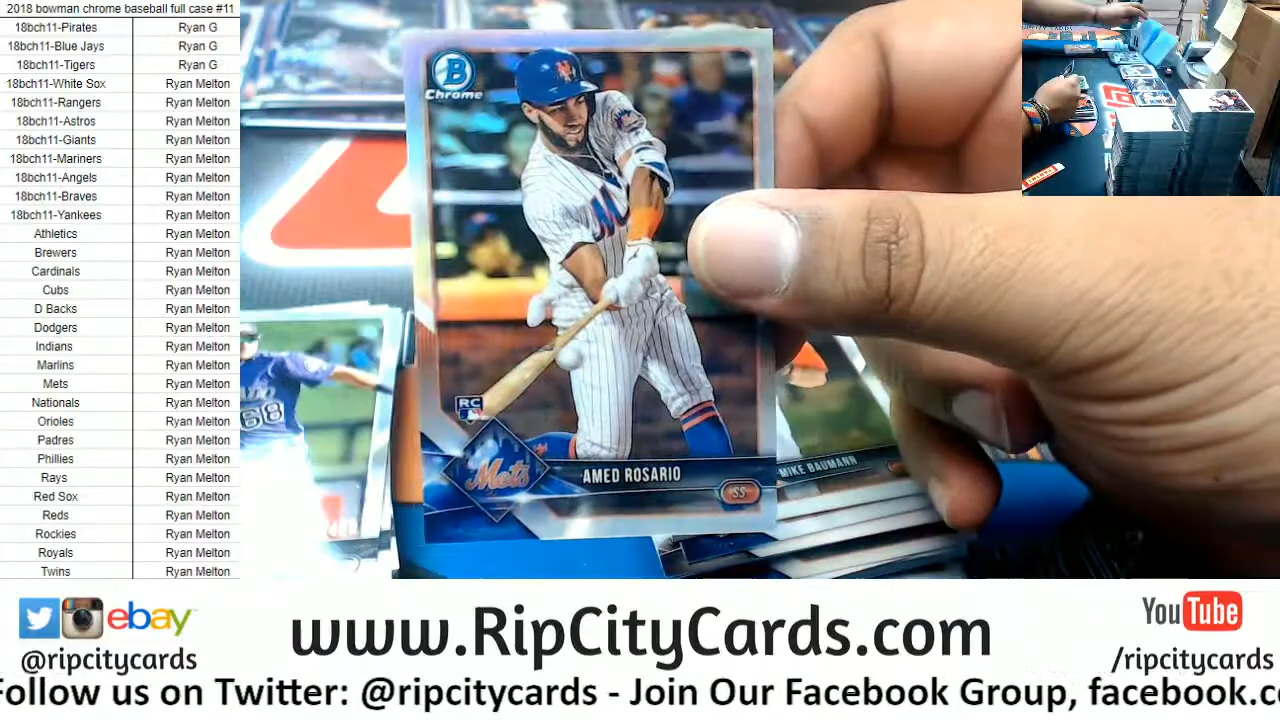 2018 bowman chrome baseball full case #11
18bch11-Pirates Ryan G
18bch11-Blue Jays Ryan G
18bch11-Tigers Ryan G
18bch11-White Sox Ryan Melton
18bch11-Rangers Ryan Melton
18bch11-Astros Ryan Melton
18bch11-Giants Ryan Melton
18bch11-Mariners Ryan Melton
18bch11-Angels Ryan Melton
18bch11-Braves Ryan Melton
18bch11-Yankees Ryan Melton
Athletics Ryan Melton
Brewers Ryan Melton
Cardinals Ryan Melton
Cubs Ryan Melton
D Backs Ryan Melton
Dodgers Ryan Melton
Indians Ryan Melton
Marlins Ryan Melton
Mets Ryan Melton
Nationals Ryan Melton
Orioles Ryan Melton
Padres Ryan Melton
Phillies Ryan Melton
Rays Ryan Melton
Red Sox Ryan Melton
Reds Ryan Melton
Rockies Ryan Melton
Royals Ryan Melton
Twins Ryan Melton
B
Chrome
RC
Mets
AMED ROSARIO
SS
MIKE BAUMANN
68
ebay
@ripcitycards
www.RipCityCards.com
YouTube
/ripcitycards
Follow us on Twitter: @ripcitycards - Join Our Facebook Group, facebook.c